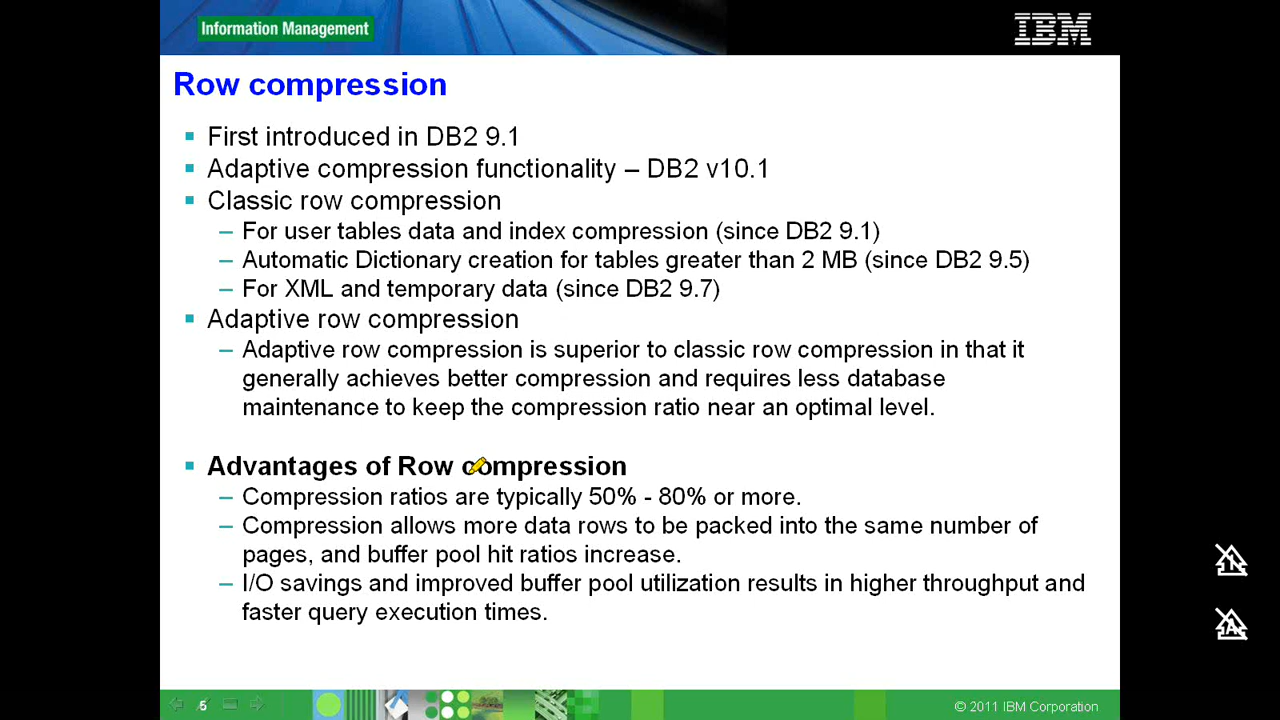 Information Management
IBM
Row compression
First introduced in DB2 9.1
Adaptive compression functionality – DB2 v10.1
Classic row compression
– For user tables data and index compression (since DB2 9.1)
– Automatic Dictionary creation for tables greater than 2 MB (since DB2 9.5)
– For XML and temporary data (since DB2 9.7)
Adaptive row compression
– Adaptive row compression is superior to classic row compression in that it
generally achieves better compression and requires less database
maintenance to keep the compression ratio near an optimal level.
Advantages of Row compression
– Compression ratios are typically 50% - 80% or more.
– Compression allows more data rows to be packed into the same number of
pages, and buffer pool hit ratios increase.
– I/O savings and improved buffer pool utilization results in higher throughput and
faster query execution times.
© 2011 IBM Corporation